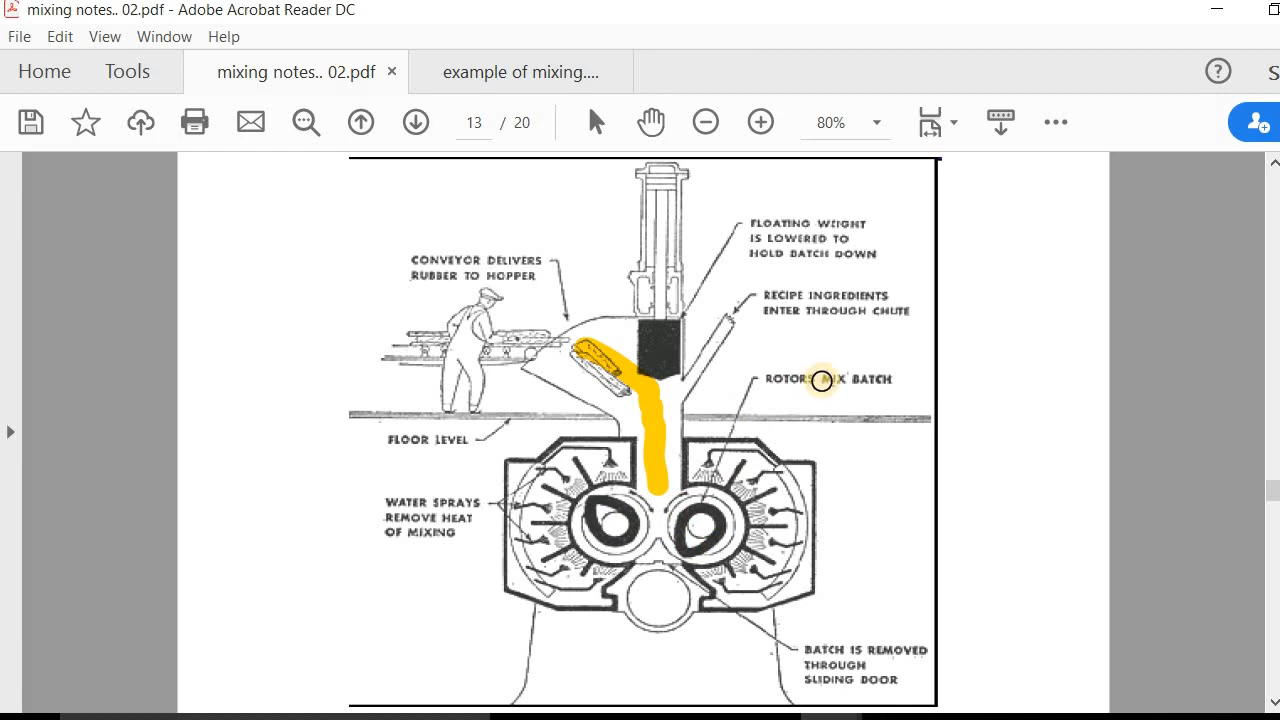 mixing notes.. 02.pdf - Adobe Acrobat Reader DC
File Edit View Window Help
Home Tools mixing notes.. 02.pdf × example of mixing....
13 / 20 80%
FLOATING WEIGHT
IS LOWERED TO
HOLD BATCH DOWN
CONVEYOR DELIVERS
RUBBER TO HOPPER
RECIPE INGREDIENTS
ENTER THROUGH CHUTE
ROTORS MIX BATCH
FLOOR LEVEL
WATER SPRAYS
REMOVE HEAT
OF MIXING
BATCH IS REMOVED
THROUGH
SLIDING DOOR